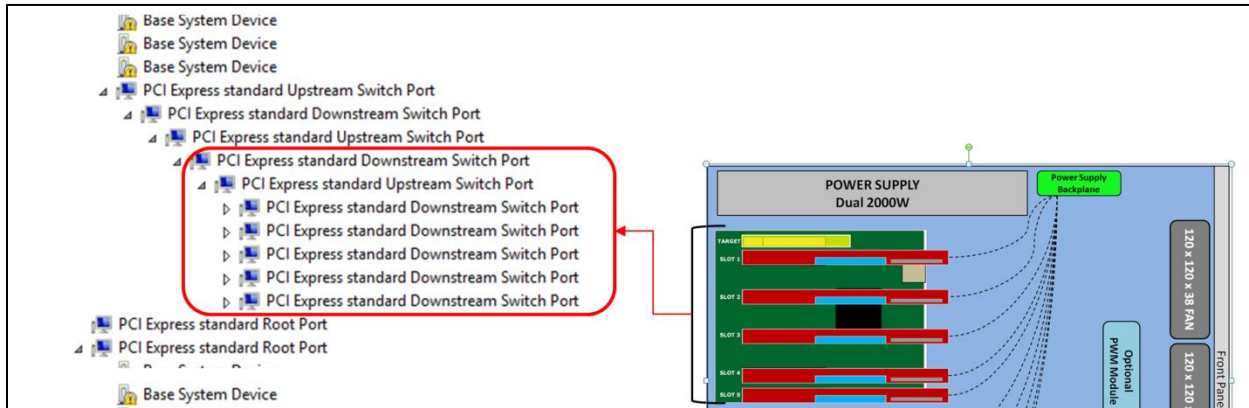 Base System Device
Base System Device
Base System Device
PCI Express standard Upstream Switch Port
PCI Express standard Downstream Switch Port
PCI Express standard Upstream Switch Port
PCI Express standard Downstream Switch Port
PCI Express standard Upstream Switch Port
PCI Express standard Downstream Switch Port
PCI Express standard Downstream Switch Port
PCI Express standard Downstream Switch Port
PCI Express standard Downstream Switch Port
PCI Express standard Downstream Switch Port
PCI Express standard Root Port
PCI Express standard Root Port
Base System Device
POWER SUPPLY
Dual 2000W
Power Supply
Backplane
TARGET
SLOT 1
SLOT 2
SLOT 3
SLOT 4
SLOT 5
120 x 120 x 38 FAN
Optional
PWM Module
120 x 120
Front Pane